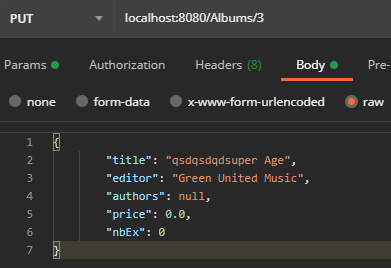 PUT localhost:8080/Albums/3
Params Authorization Headers (8) Body Pre-
none form-data x-www-form-urlencoded raw
1 {
2 "title": "qsdqsdqdsuper Age",
3 "editor": "Green United Music",
4 "authors": null,
5 "price": 0.0,
6 "nbEx": 0
7 }